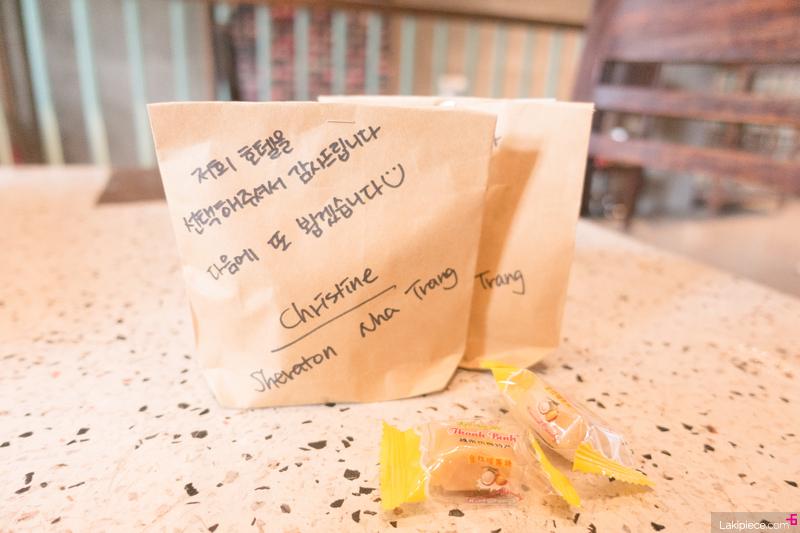 저희 호텔을
선택해주셔서 감사드립니다
다음에 또 뵙겠습니다
Christine
Sheraton Nha Trang
Trang
Thanh Binh
Lakipiece.com